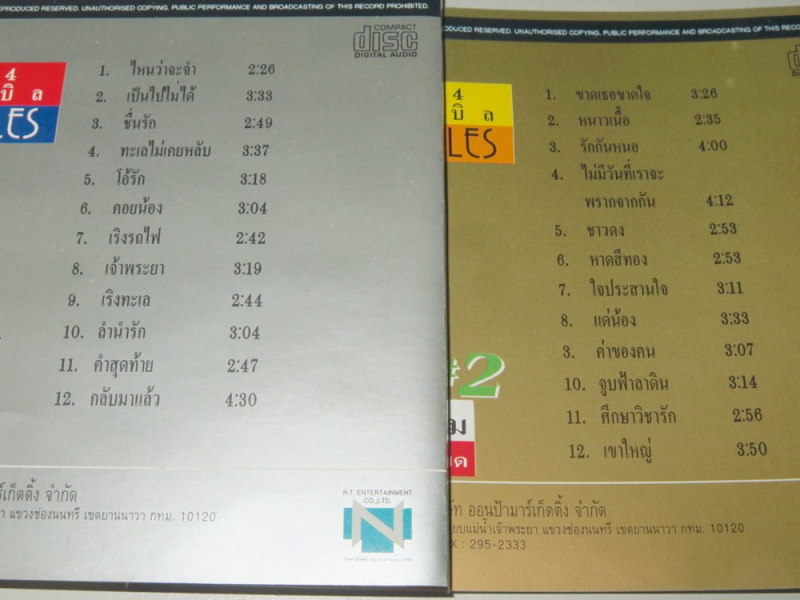 REPRODUCED RESERVED. UNAUTHORISED COPYING, PUBLIC PERFORMANCE AND BROADCASTING OF THIS RECORD PROHIBITED.
COMPACT
disc
DIGITAL AUDIO
4
บิล
LES
1. ไหนว่าจะจำ 2:26
2. เป็นไปไม่ได้ 3:33
3. ชื่นรัก 2:49
4. ทะเลไม่เคยหลับ 3:37
5. โอ้รัก 3:18
6. คอยน้อง 3:04
7. เริงรถไฟ 2:42
8. เจ้าพระยา 3:19
9. เริงทะเล 2:44
10. ลำนำรัก 3:04
11. คำสุดท้าย 2:47
12. กลับมาแล้ว 4:30
ร์เก็ตติ้ง จำกัด
า แขวงช่องนนทรี เขตยานนาวา กทม. 10120
N.T. ENTERTAINMENT
CO.,LTD.
N
DUCED RESERVED. UNAUTHORISED COPYING, PUBLIC PERFORMANCE AND BROADCASTING OF THIS RECO
4
บิล
LES
1. ขาดเธอขาดใจ 3:26
2. หนาวเนื้อ 2:35
3. รักกันหนอ 4:00
4. ไม่มีวันที่เราจะ
พรากจากกัน 4:12
5. ชาวดง 2:53
6. หาดสีทอง 2:53
7. ใจประสานใจ 3:11
8. แด่น้อง 3:33
3. ค่าของคน 3:07
10. จูบฟ้าลาดิน 3:14
11. ศึกษาวิชารัก 2:56
12. เขาใหญ่ 3:50
#2
ม
ษัท ออนป้ามาร์เก็ตติ้ง จำกัด
ียบแม่น้ำเจ้าพระยา แขวงช่องนนทรี เขตยานนาวา กทม. 10120
X : 295-2333